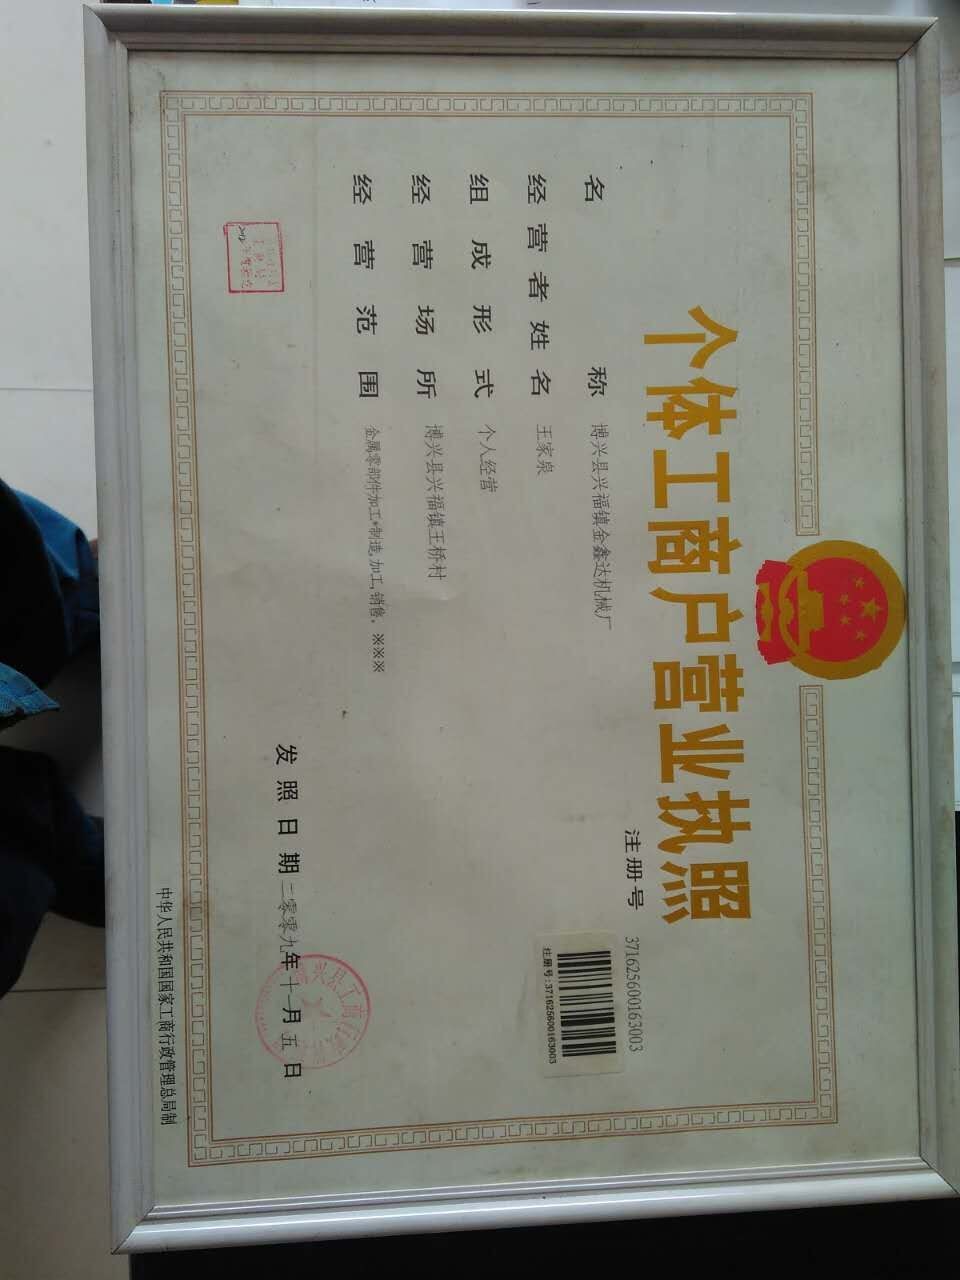 个体工商户营业执照
注册号 371625600163003
注册号:371625600163003
名称 博兴县兴福镇金鑫达机械厂
经营者姓名 王家泉
组成形式 个人经营
经营场所 博兴县兴福镇王桥村
经营范围 金属零部件加工*制造,加工,销售。※※※
发照日期 二零零九年十一月五日
中华人民共和国国家工商行政管理总局制